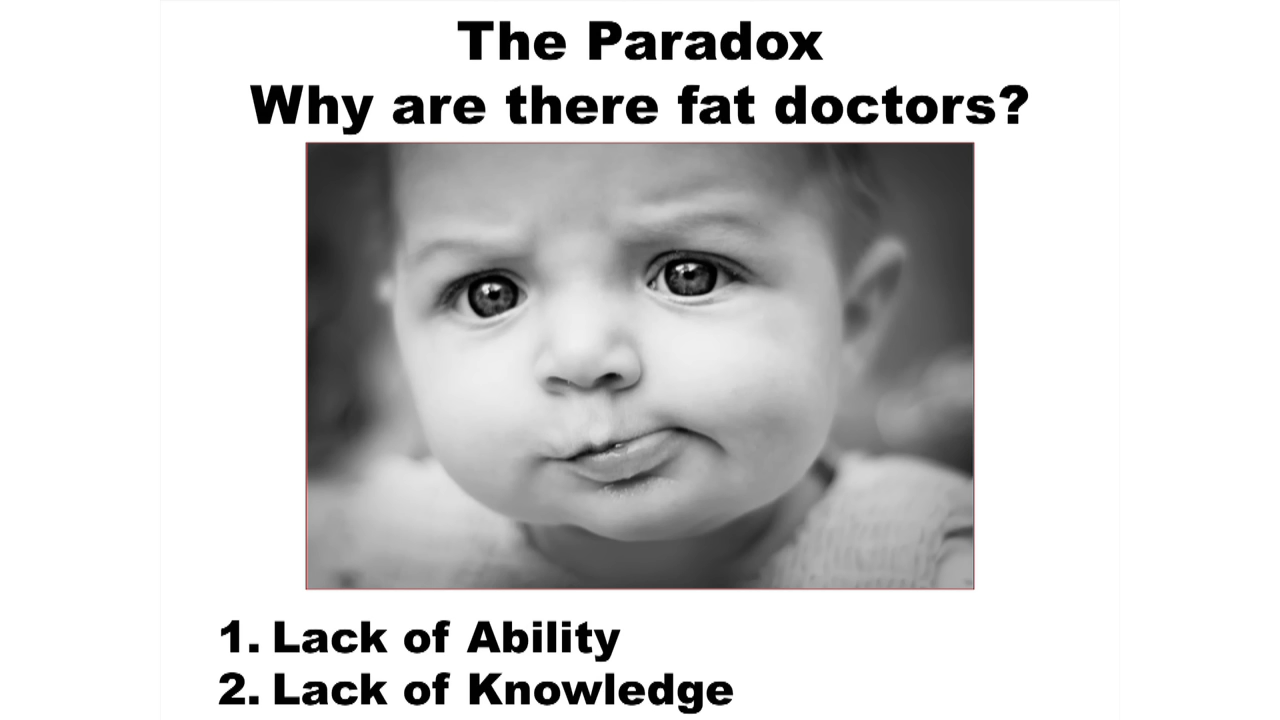 The Paradox
Why are there fat doctors?
1. Lack of Ability
2. Lack of Knowledge